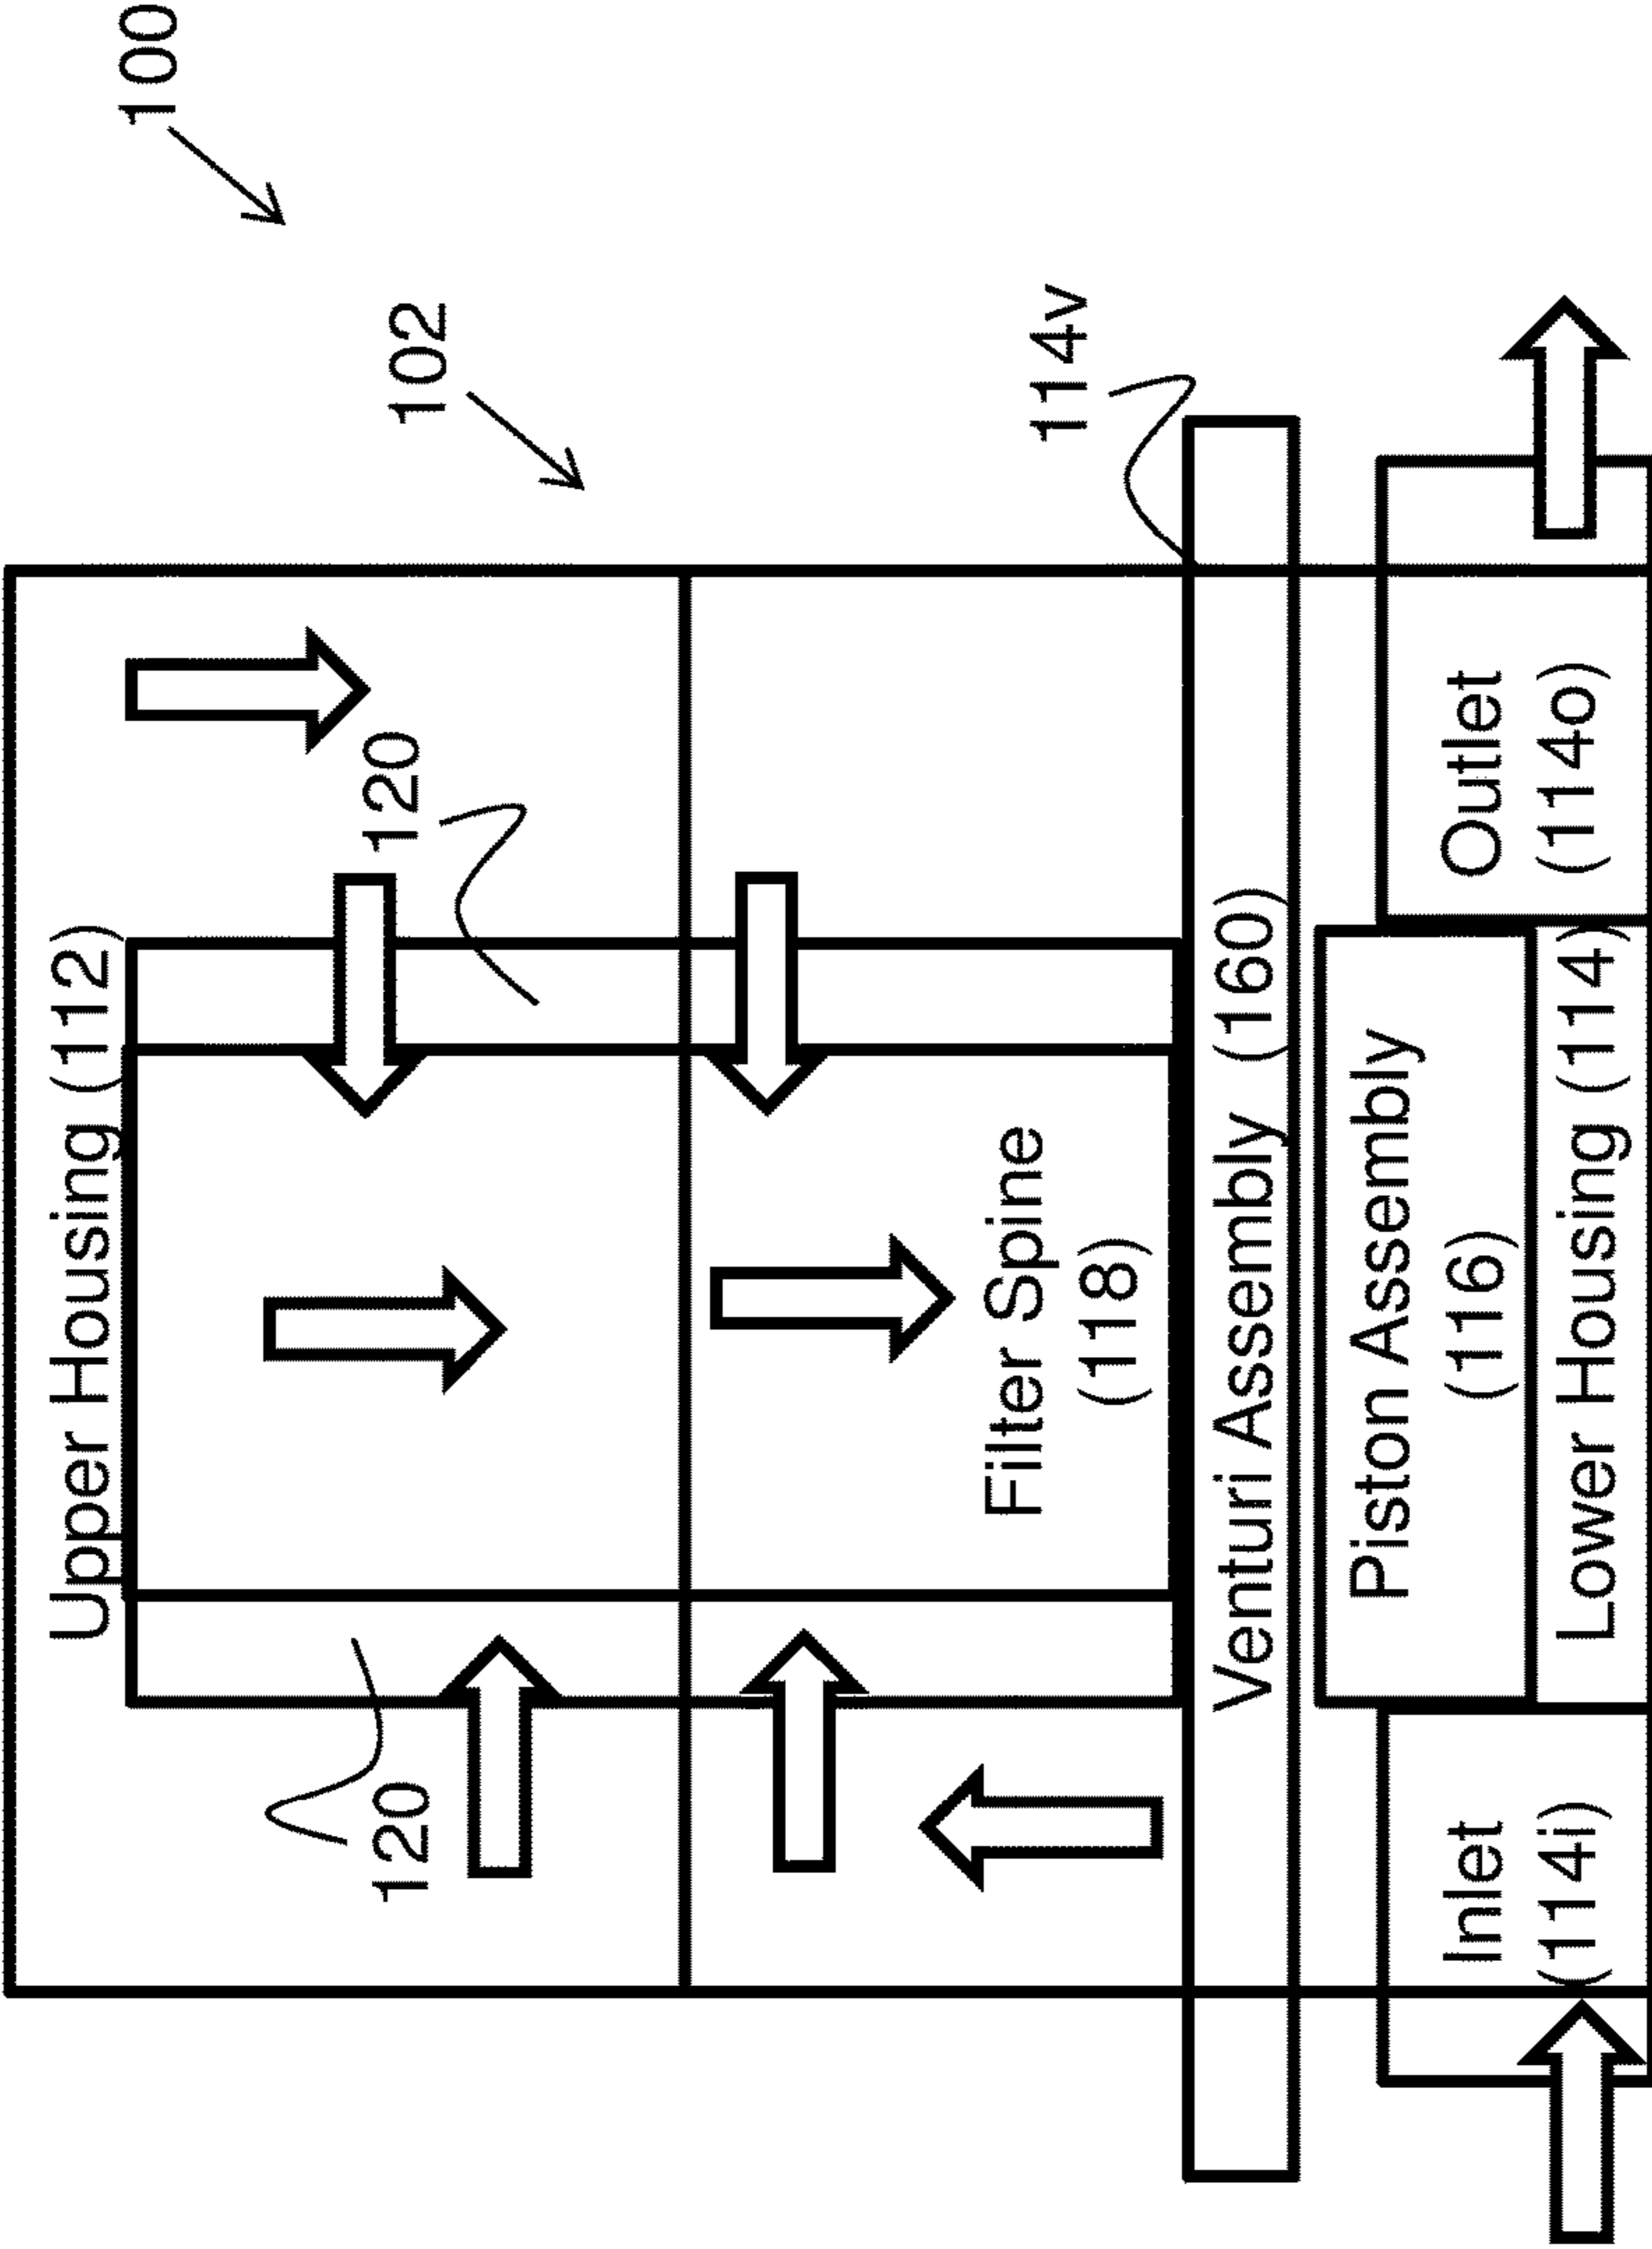 100
102
Upper Housing (112)
120
120
114v
Filter Spine
(118)
Venturi Assembly (160)
Inlet
(114i)
Piston Assembly
(116)
Outlet
(114o)
Lower Housing (114)